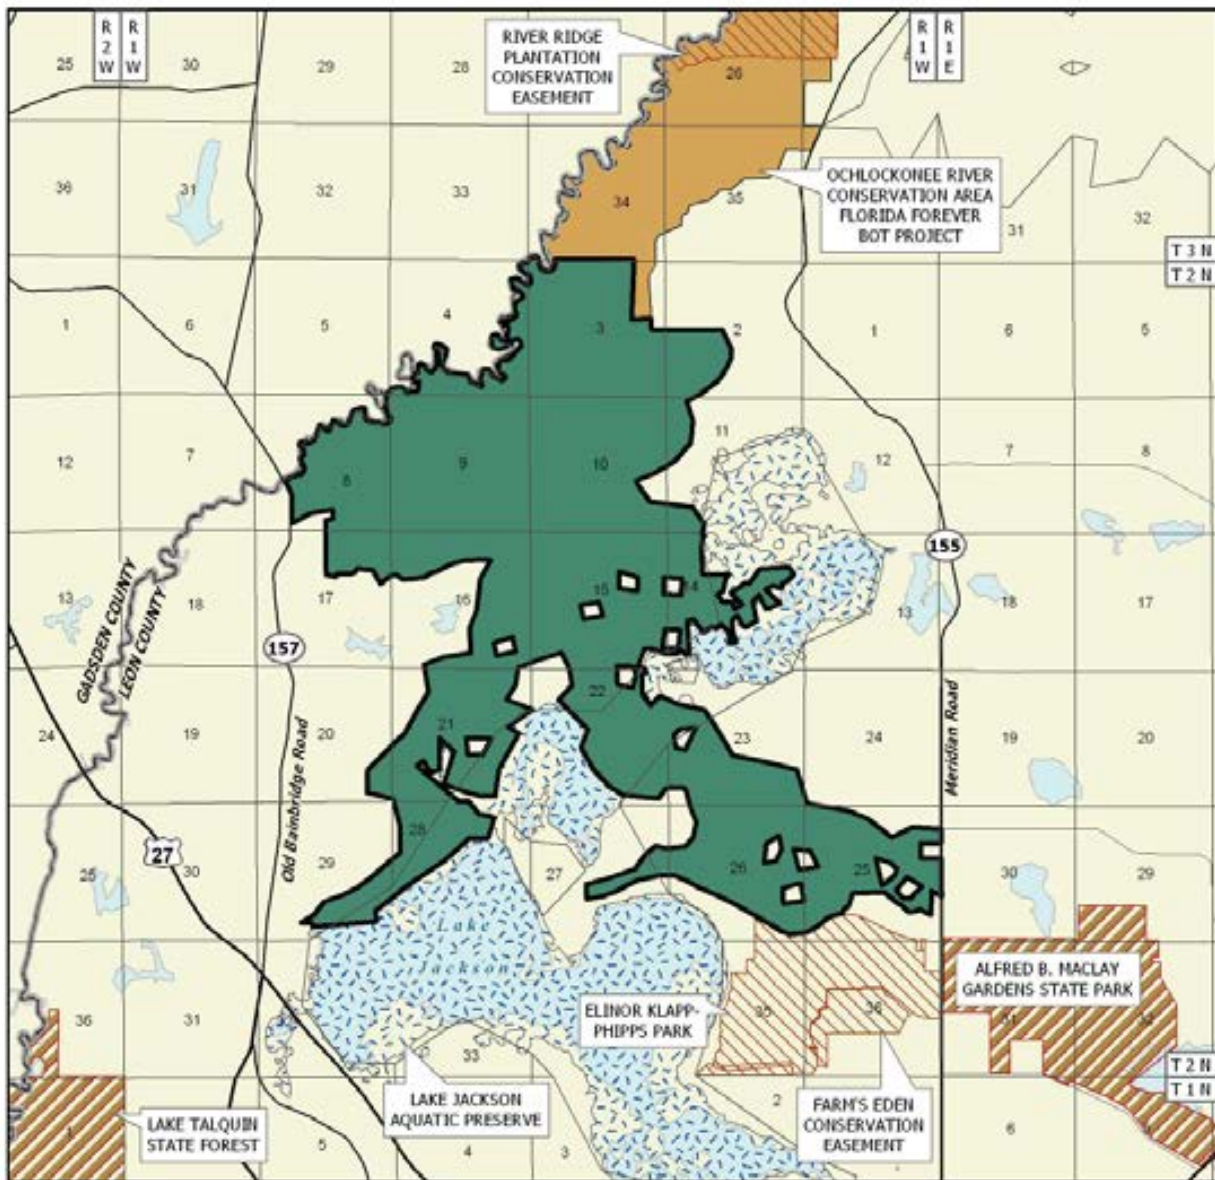 R R
2 1
W W
RIVER RIDGE
PLANTATION
CONSERVATION
EASEMENT
R R
1 1
W E
25 30 29 28 26
OCHLOCKONEE RIVER
CONSERVATION AREA
FLORIDA FOREVER
BOT PROJECT
36 31 32 33 34 35 31 32
T 3 N
T 2 N
1 6 5 4 3 2 1 6 5
12 7 8 9 10 11 12 7 8
155
GADSDEN COUNTY
LEON COUNTY
13 18 17 16 15 14 13 18 17
157
24 19 20 21 22 23 24 19 20
Old Bainbridge Road
Meridian Road
27
25 30 29 28 27 26 25 30 29
Lake
Jackson
ALFRED B. MACLAY
GARDENS STATE PARK
ELINOR KLAPP-
PHIPPS PARK
36 31 33 35 36 31 32
T 2 N
T 1 N
LAKE TALQUIN
STATE FOREST
LAKE JACKSON
AQUATIC PRESERVE
FARM'S EDEN
CONSERVATION
EASEMENT
1 5 4 3 2 6